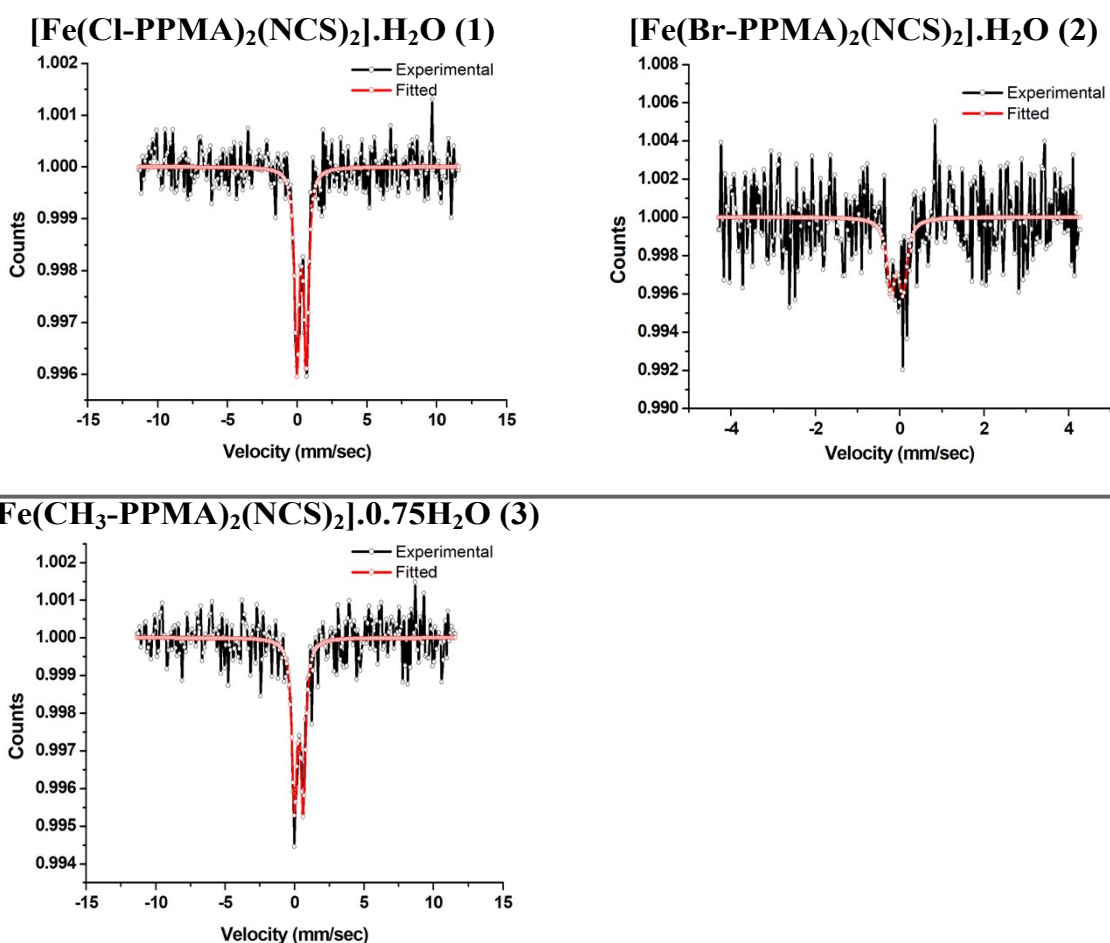 [Fe(Cl-PPMA)₂(NCS)₂].H₂O (1)
1.002
1.001
1.000
0.999
0.998
0.997
0.996
Counts
Experimental
Fitted
-15 -10 -5 0 5 10 15
Velocity (mm/sec)
[Fe(Br-PPMA)₂(NCS)₂].H₂O (2)
1.008
1.006
1.004
1.002
1.000
0.998
0.996
0.994
0.992
0.990
Counts
Experimental
Fitted
-4 -2 0 2 4
Velocity (mm/sec)
Fe(CH₃-PPMA)₂(NCS)₂].0.75H₂O (3)
1.002
1.001
1.000
0.999
0.998
0.997
0.996
0.995
0.994
Counts
Experimental
Fitted
-15 -10 -5 0 5 10 15
Velocity (mm/sec)